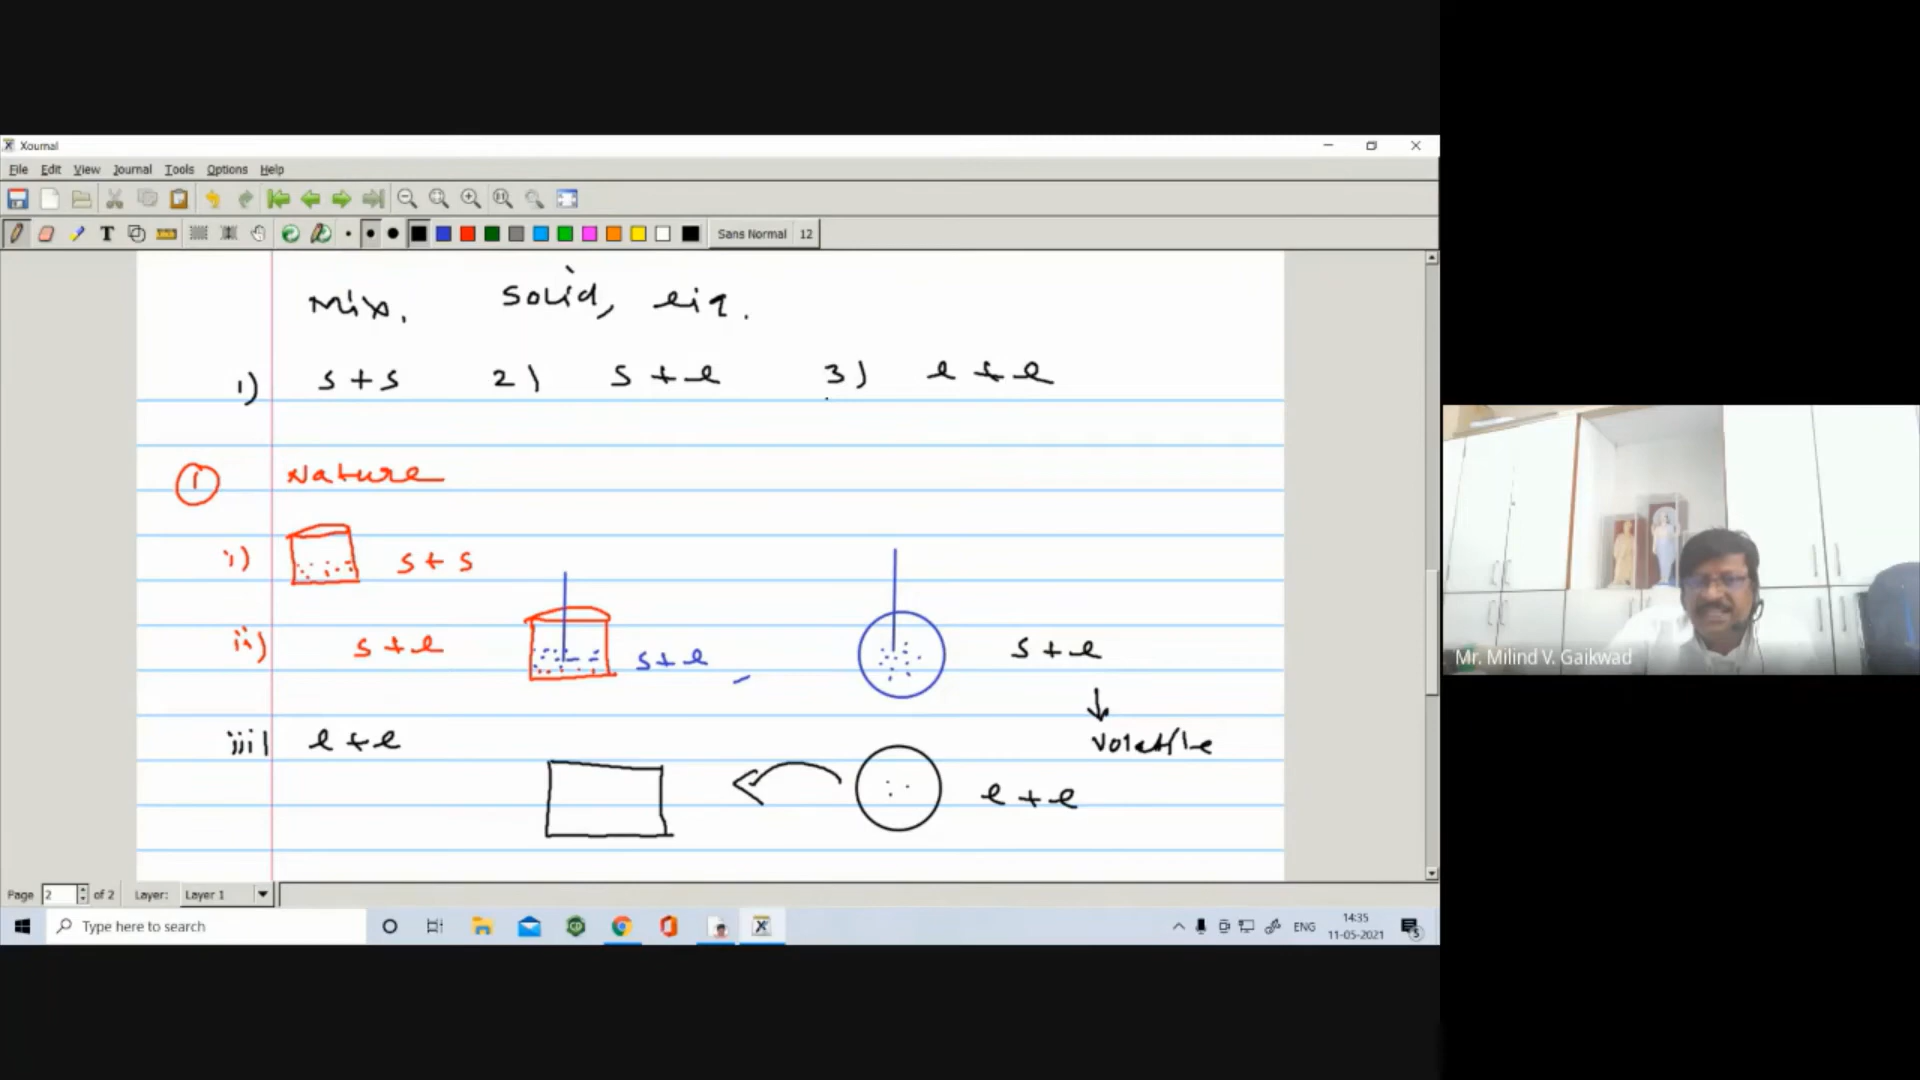 Xournal
File Edit View Journal Tools Options Help
Sans Normal 12
Mix. Solid, liq.
1) s + s 2) s + l 3) l + l
1 Nature
i) s + s
ii) s + l s + l s + l
Volatile
iii) l + l l + l
Mr. Milind V. Gaikwad
Page 2 of 2 Layer: Layer 1
Type here to search
ENG
14:35
11-05-2021
5